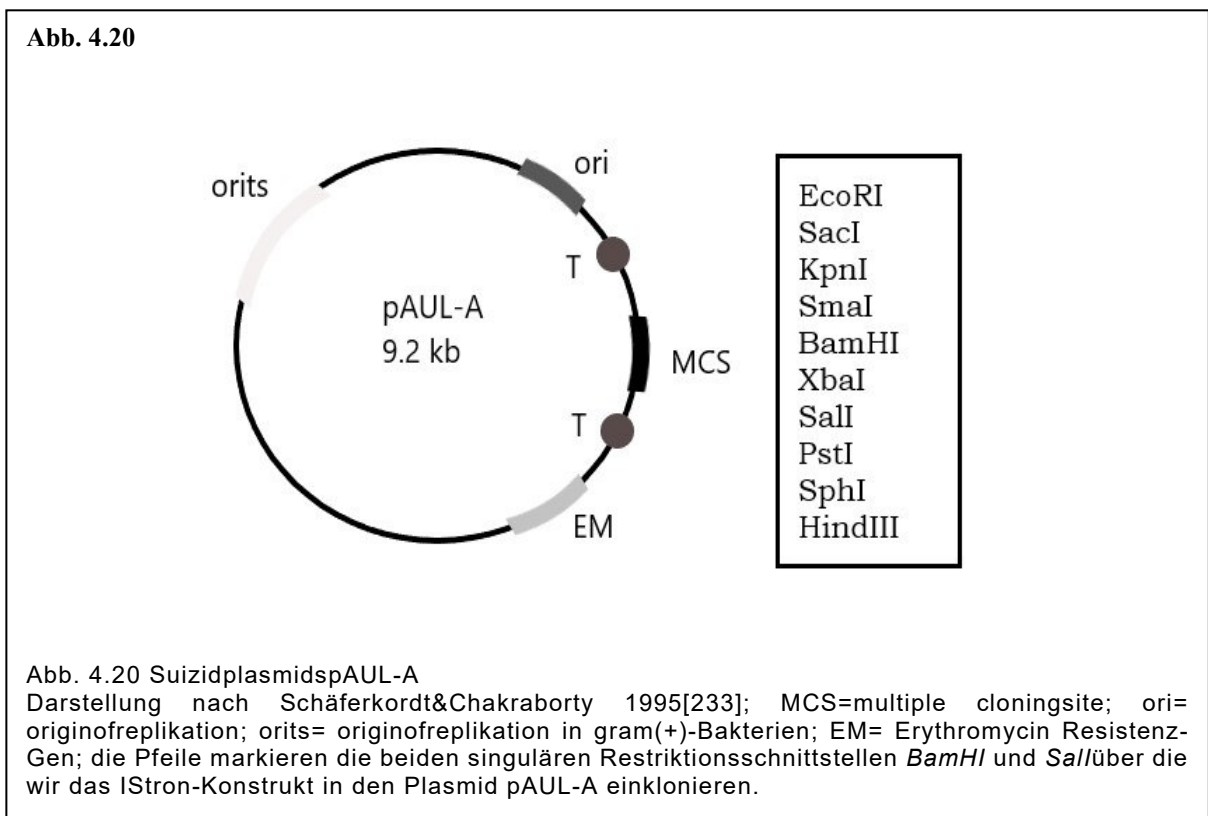 Abb. 4.20
ori
orits
T
pAUL-A
9.2 kb
MCS
T
EM
EcoRI
SacI
KpnI
SmaI
BamHI
XbaI
SalI
PstI
SphI
HindIII
Abb. 4.20 SuizidplasmidspAUL-A
Darstellung nach Schäferkordt&Chakraborty 1995[233]; MCS=multiple cloningsite; ori=
originofreplikation; orits= originofreplikation in gram(+)-Bakterien; EM= Erythromycin Resistenz-
Gen; die Pfeile markieren die beiden singulären Restriktionsschnittstellen BamHI und SalIüber die
wir das IStron-Konstrukt in den Plasmid pAUL-A einklonieren.